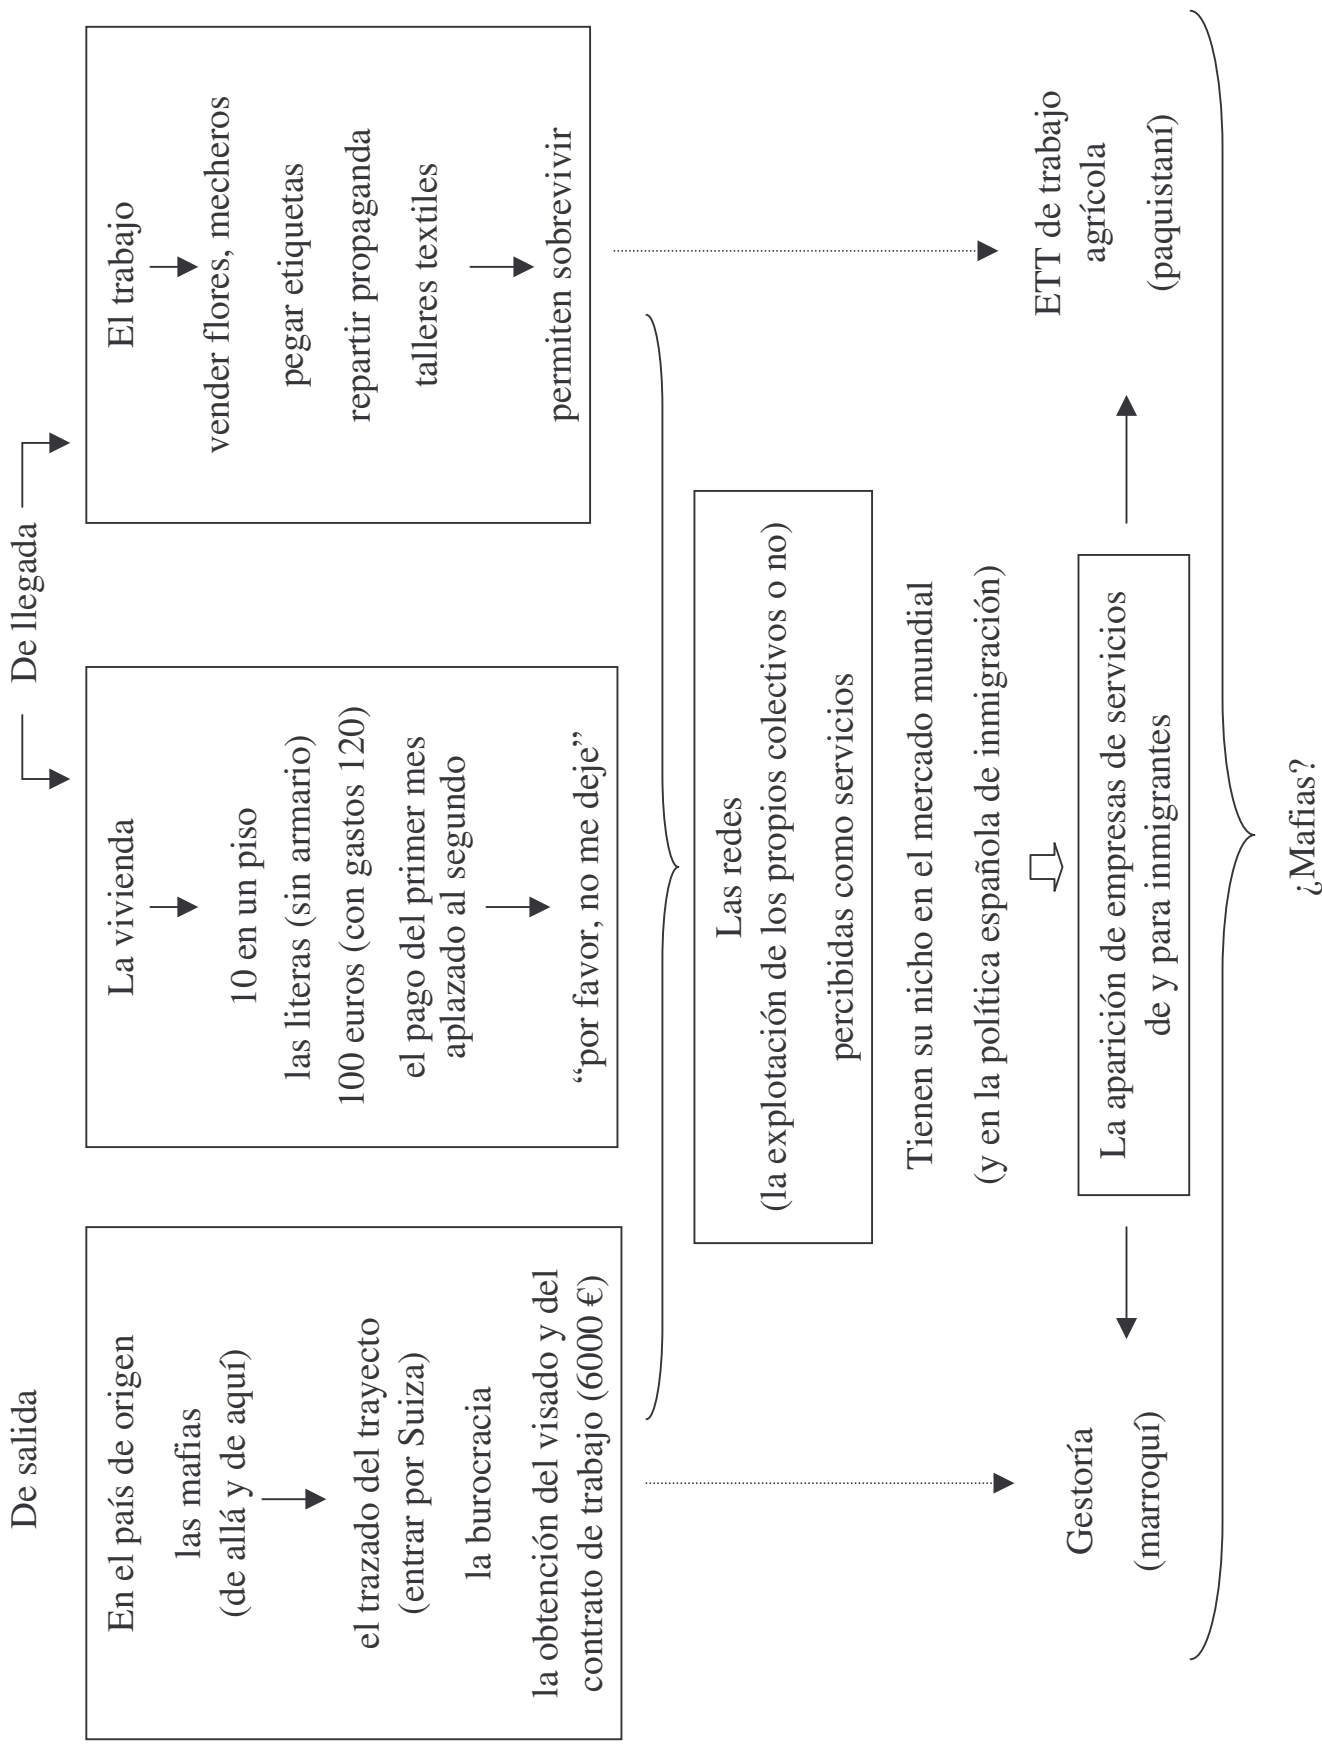 De salida
En el país de origen
las mafias
(de allá y de aquí)
el trazado del trayecto
(entrar por Suiza)
la burocracia
la obtención del visado y del
contrato de trabajo (6000 €)
De llegada
La vivienda
10 en un piso
las literas (sin armario)
100 euros (con gastos 120)
el pago del primer mes
aplazado al segundo
“por favor, no me deje”
El trabajo
vender flores, mecheros
pegar etiquetas
repartir propaganda
talleres textiles
permiten sobrevivir
Las redes
(la explotación de los propios colectivos o no)
percibidas como servicios
Tienen su nicho en el mercado mundial
(y en la política española de inmigración)
Gestoría
(marroquí)
La aparición de empresas de servicios
de y para inmigrantes
ETT de trabajo
agrícola
(paquistaní)
¿Mafias?